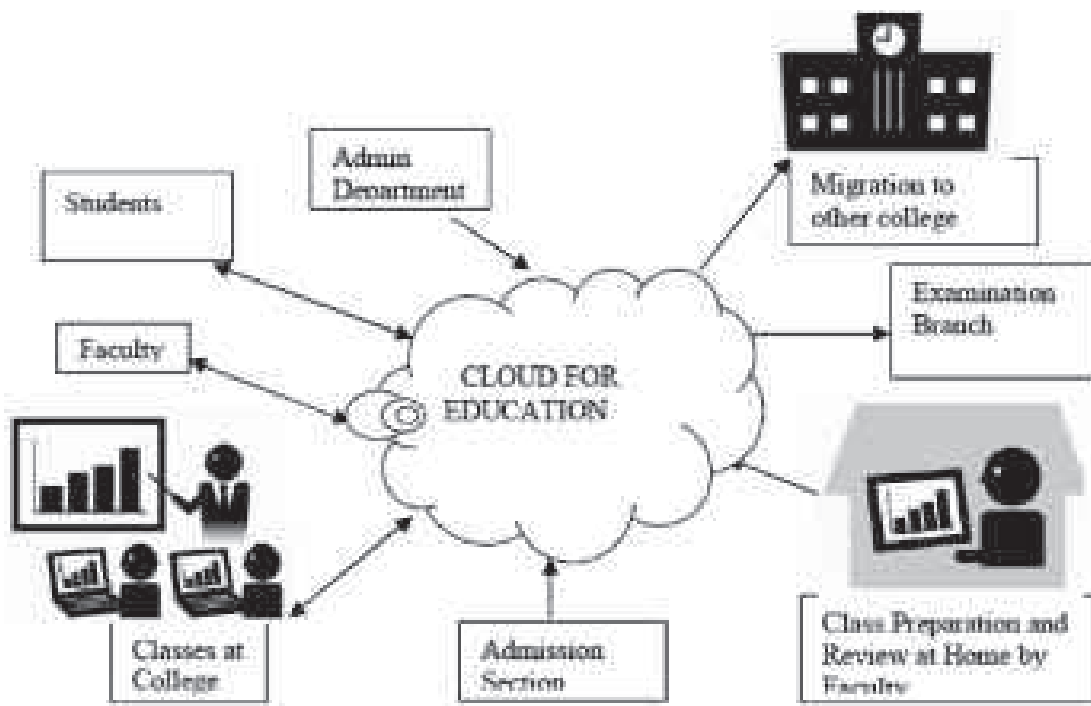 Admin
Department
Students
Migration to
other college
Examination
Branch
Faculty
CLOUD FOR
EDUCATION
Classes at
College
Admission
Section
Class Preparation and
Review at Home by
Faculty